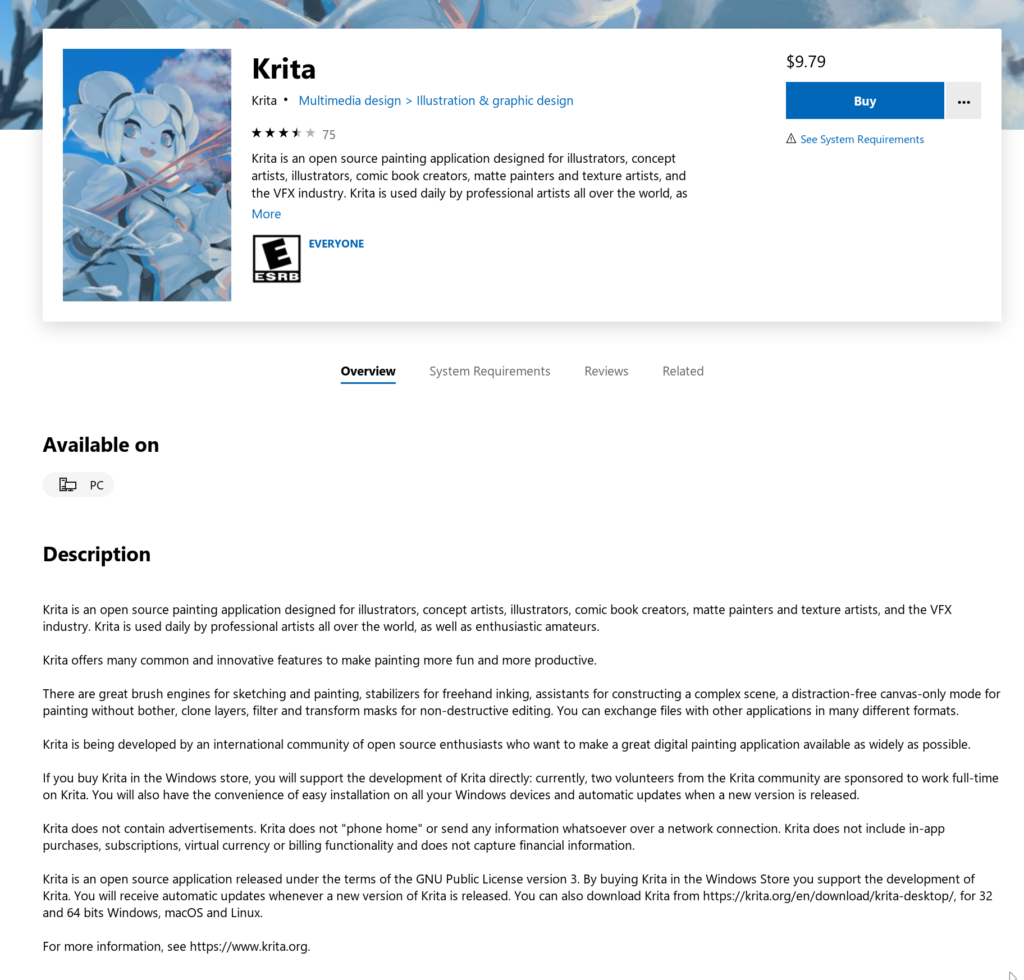 Krita
Krita • Multimedia design > Illustration & graphic design
75
Krita is an open source painting application designed for illustrators, concept
artists, illustrators, comic book creators, matte painters and texture artists, and
the VFX industry. Krita is used daily by professional artists all over the world, as
More
E
ESRB
EVERYONE
$9.79
Buy
...
See System Requirements
Overview
System Requirements
Reviews
Related
Available on
PC
Description
Krita is an open source painting application designed for illustrators, concept artists, illustrators, comic book creators, matte painters and texture artists, and the VFX
industry. Krita is used daily by professional artists all over the world, as well as enthusiastic amateurs.
Krita offers many common and innovative features to make painting more fun and more productive.
There are great brush engines for sketching and painting, stabilizers for freehand inking, assistants for constructing a complex scene, a distraction-free canvas-only mode for
painting without bother, clone layers, filter and transform masks for non-destructive editing. You can exchange files with other applications in many different formats.
Krita is being developed by an international community of open source enthusiasts who want to make a great digital painting application available as widely as possible.
If you buy Krita in the Windows store, you will support the development of Krita directly: currently, two volunteers from the Krita community are sponsored to work full-time
on Krita. You will also have the convenience of easy installation on all your Windows devices and automatic updates when a new version is released.
Krita does not contain advertisements. Krita does not "phone home" or send any information whatsoever over a network connection. Krita does not include in-app
purchases, subscriptions, virtual currency or billing functionality and does not capture financial information.
Krita is an open source application released under the terms of the GNU Public License version 3. By buying Krita in the Windows Store you support the development of
Krita. You will receive automatic updates whenever a new version of Krita is released. You can also download Krita from https://krita.org/en/download/krita-desktop/, for 32
and 64 bits Windows, macOS and Linux.
For more information, see https://www.krita.org.